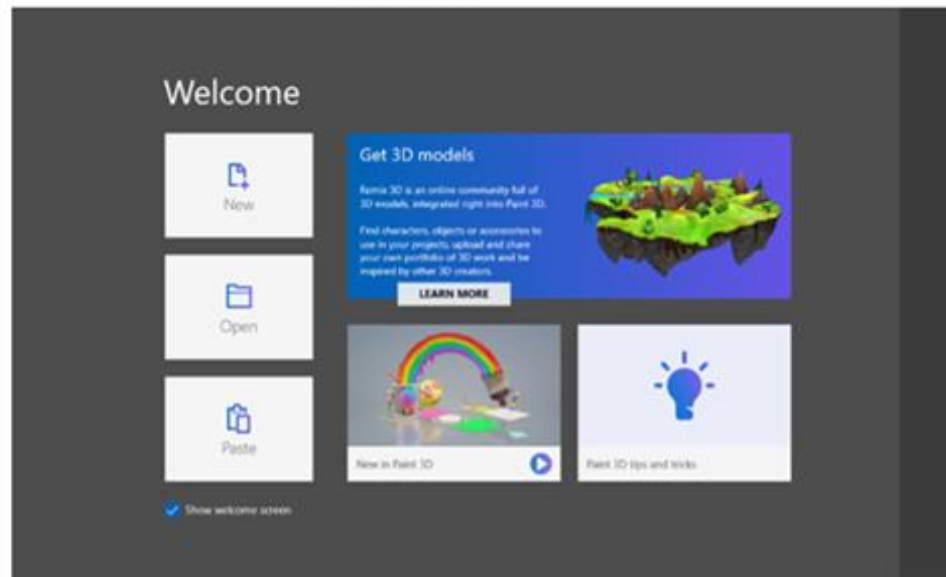 Welcome
New
Open
Paste
Show welcome screen
Get 3D models
Remix 3D is an online community full of
3D models, integrated right into Paint 3D.
Find characters, objects or accessories to
use in your projects, upload and share
your own portfolio of 3D work and be
inspired by other 3D creators.
LEARN MORE
New in Paint 3D
Paint 3D tips and tricks